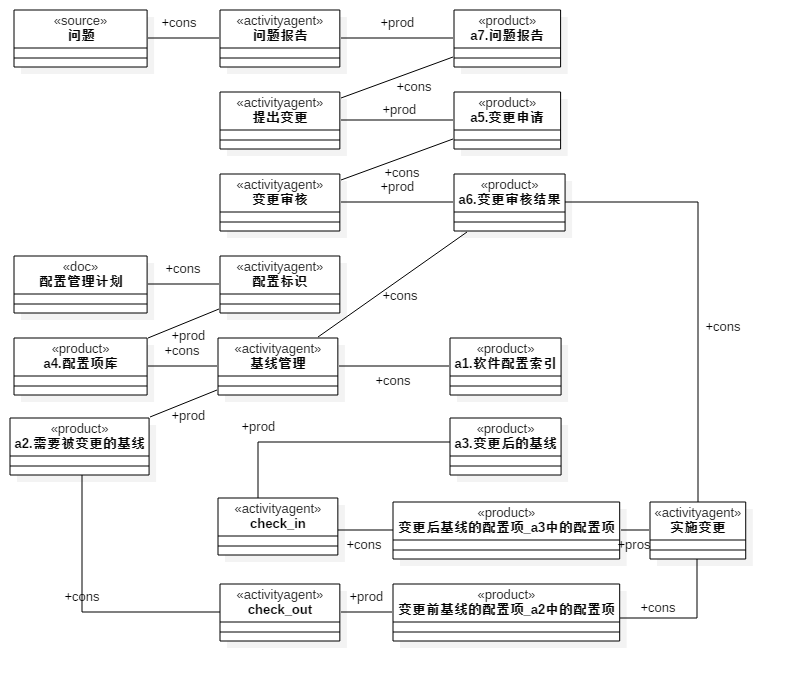 «source»
问题
+cons
«activityagent»
问题报告
+prod
«product»
a7.问题报告
+cons
«activityagent»
提出变更
+prod
«product»
a5.变更申请
+cons
«activityagent»
变更审核
+prod
«product»
a6.变更审核结果
«doc»
配置管理计划
+cons
«activityagent»
配置标识
+cons
+cons
+prod
«product»
a4.配置项库
+cons
«activityagent»
基线管理
+cons
«product»
a1.软件配置索引
+prod
«product»
a2.需要被变更的基线
+prod
«product»
a3.变更后的基线
«activityagent»
check_in
+cons
«product»
变更后基线的配置项_a3中的配置项
+pros
«activityagent»
实施变更
+cons
«activityagent»
check_out
+prod
«product»
变更前基线的配置项_a2中的配置项
+cons